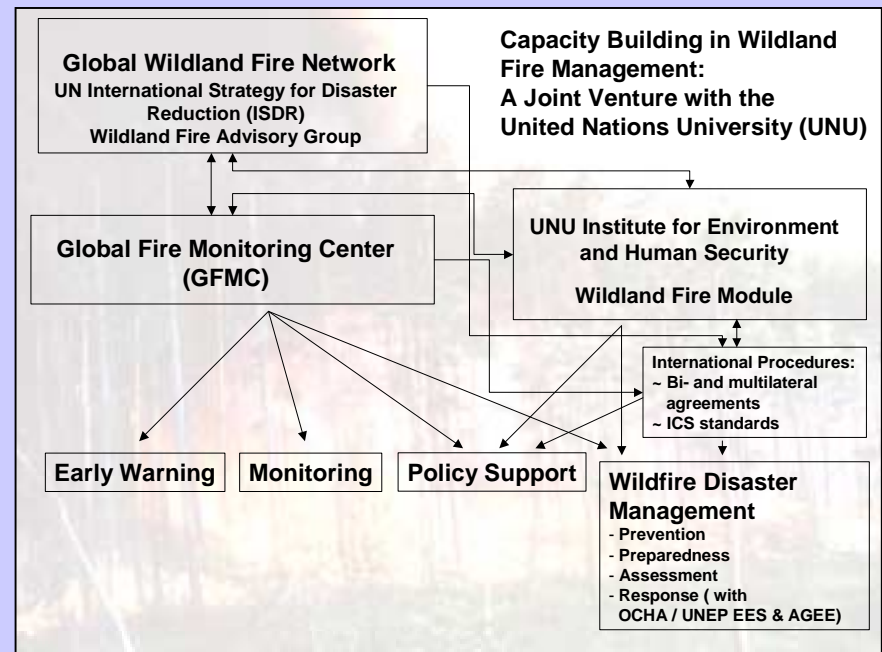 Global Wildland Fire Network
UN International Strategy for Disaster
Reduction (ISDR)
Wildland Fire Advisory Group
Capacity Building in Wildland
Fire Management:
A Joint Venture with the
United Nations University (UNU)
Global Fire Monitoring Center
(GFMC)
UNU Institute for Environment
and Human Security
Wildland Fire Module
International Procedures:
~ Bi- and multilateral
agreements
~ ICS standards
Early Warning
Monitoring
Policy Support
Wildfire Disaster
Management
- Prevention
- Preparedness
- Assessment
- Response ( with
OCHA / UNEP EES & AGEE)